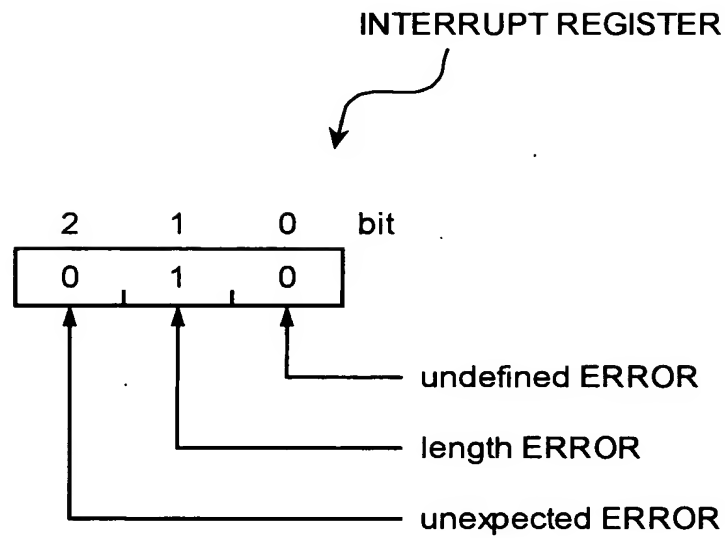 INTERRUPT REGISTER
2 1 0 bit
0 1 0
undefined ERROR
length ERROR
unexpected ERROR